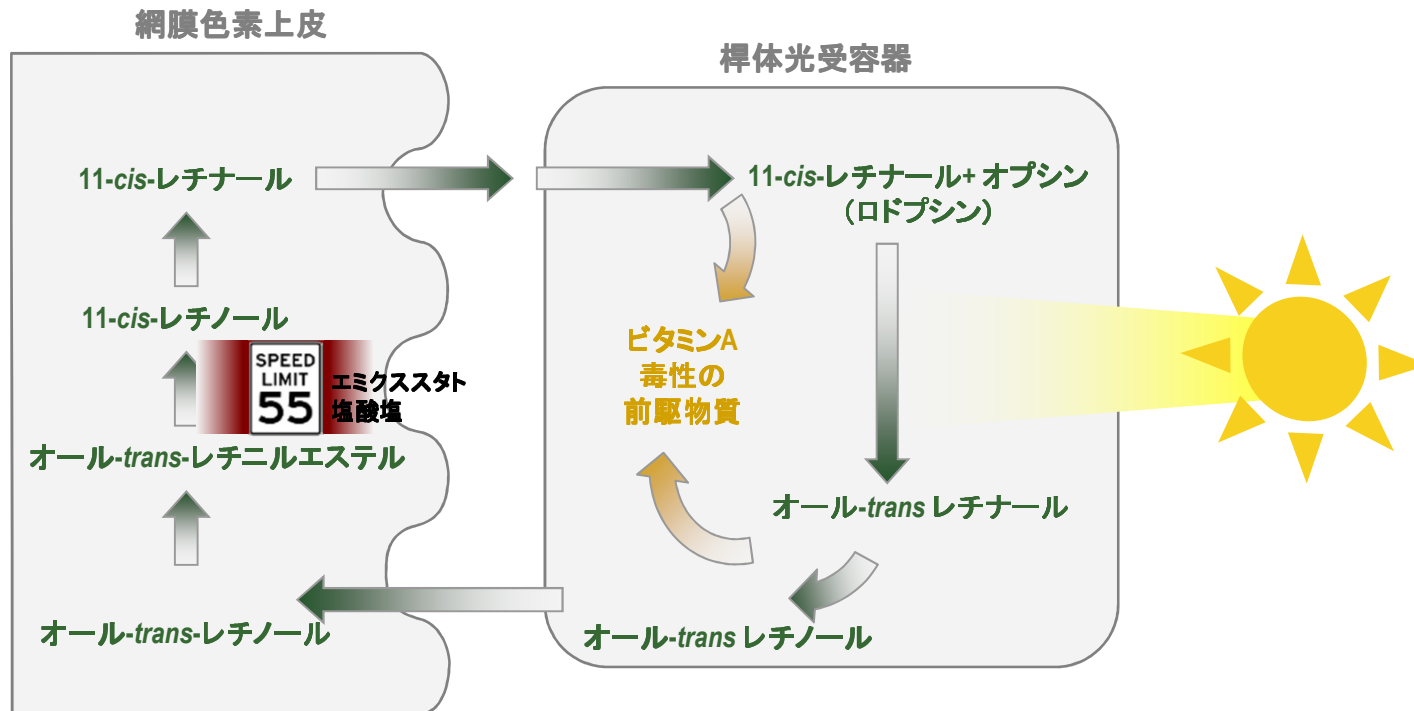 網膜色素上皮
桿体光受容器
11-cis-レチナール
11-cis-レチナール+ オプシン
（ロドプシン）
11-cis-レチノール
SPEED
LIMIT
55
エミクススタト
塩酸塩
ビタミンA
毒性の
前駆物質
オール-trans-レチニルエステル
オール-trans レチナール
オール-trans-レチノール
オール-trans レチノール